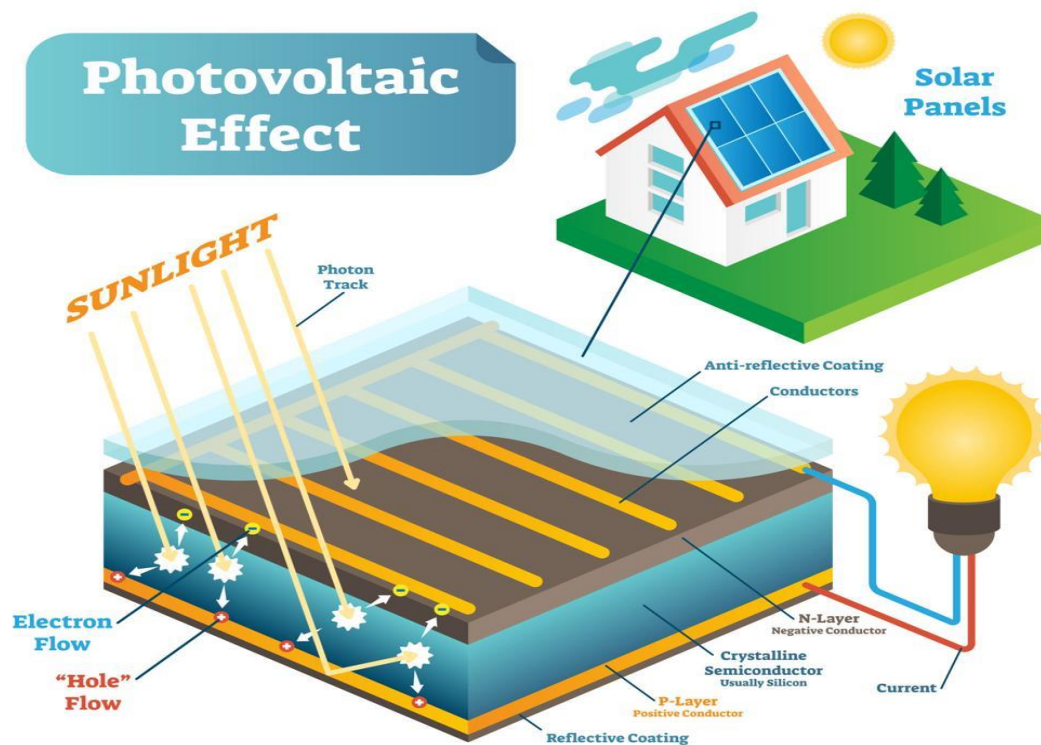 Photovoltaic
Effect
Solar
Panels
SUNLIGHT
Photon
Track
Anti-reflective Coating
Conductors
Electron
Flow
"Hole"
Flow
N-Layer
Negative Conductor
Crystalline
Semiconductor
Usually Silicon
Current
P-Layer
Positive Conductor
Reflective Coating